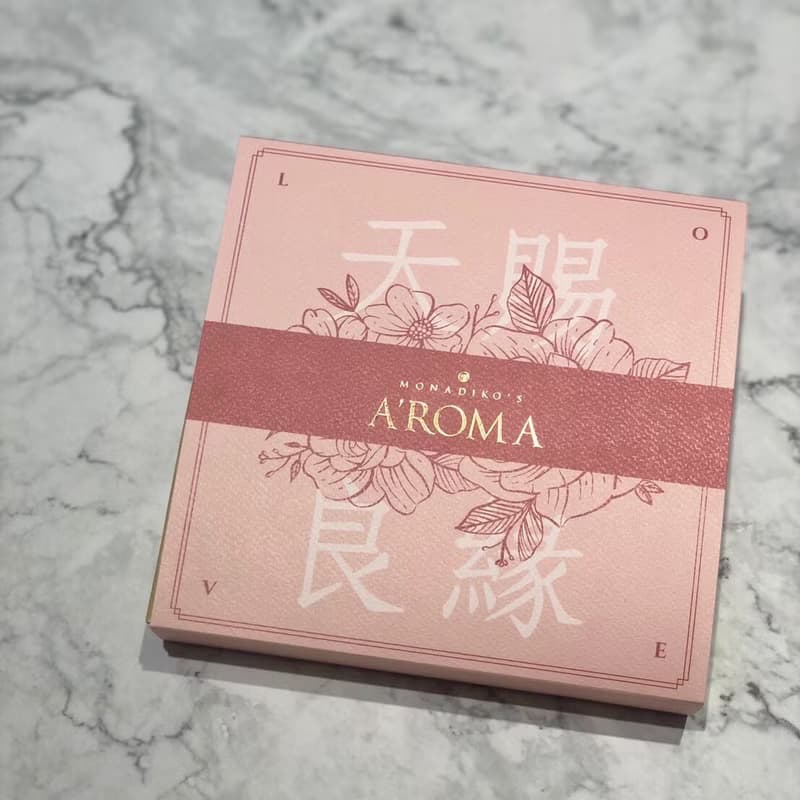 L O
天賜
MONADIKO'S
A'ROMA
良緣
V E